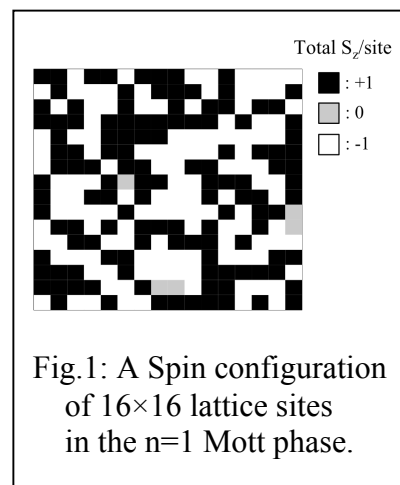 Total S_z/site
: +1
: 0
: -1
Fig.1: A Spin configuration
of 16×16 lattice sites
in the n=1 Mott phase.